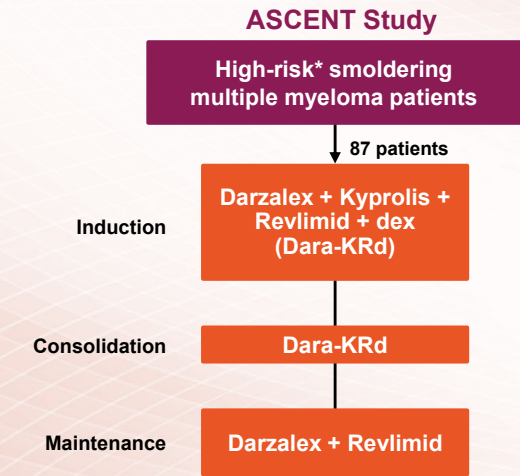 ASCENT Study
High-risk* smoldering
multiple myeloma patients
87 patients
Induction
Darzalex + Kyprolis +
Revlimid + dex
(Dara-KRd)
Consolidation
Dara-KRd
Maintenance
Darzalex + Revlimid